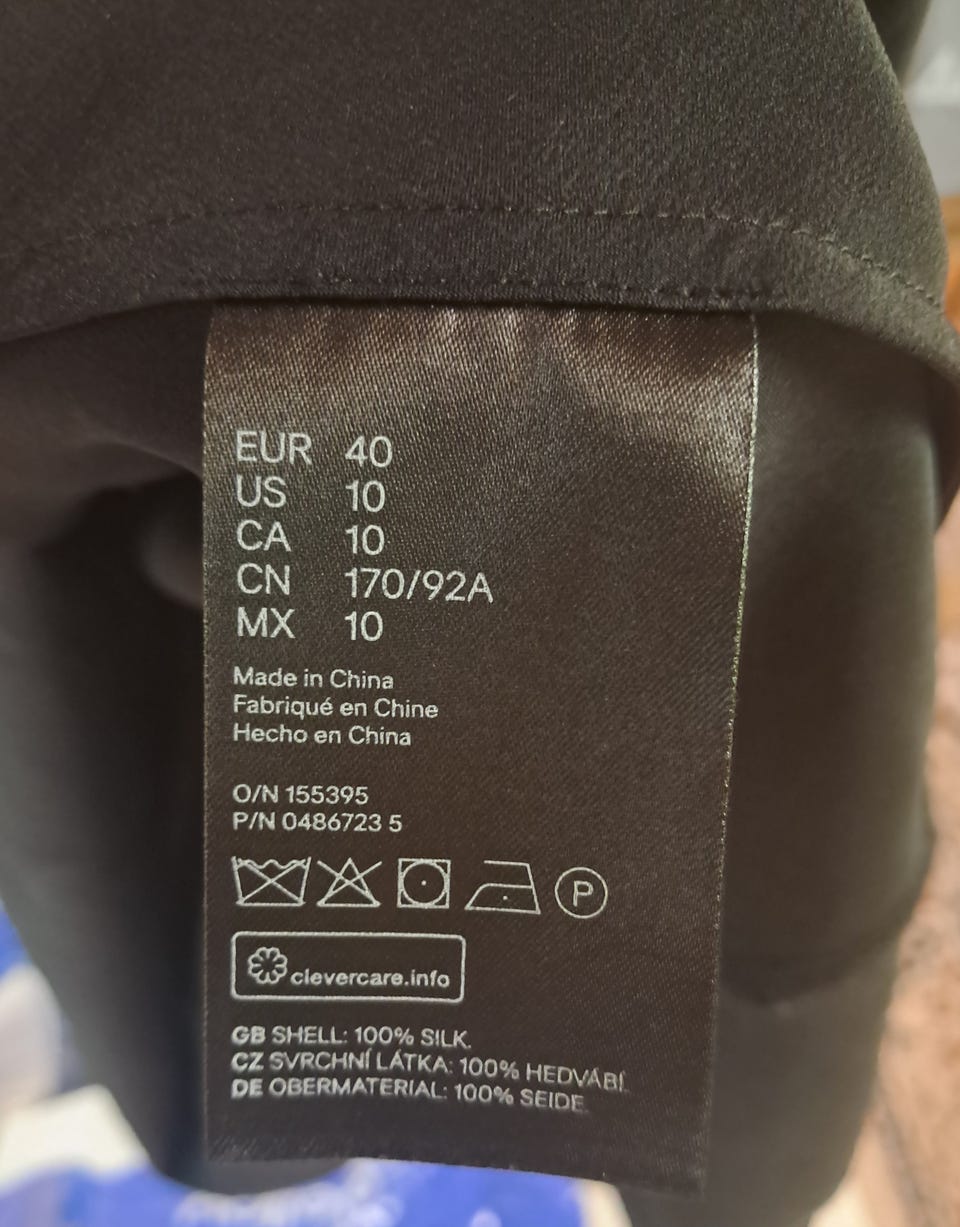 EUR 40
US 10
CA 10
CN 170/92A
MX 10
Made in China
Fabriqué en Chine
Hecho en China
O/N 155395
P/N 0486723 5
P
clevercare.info
GB SHELL: 100% SILK.
CZ SVRCHNÍ LÁTKA: 100% HEDVÁBÍ.
DE OBERMATERIAL: 100% SEIDE.